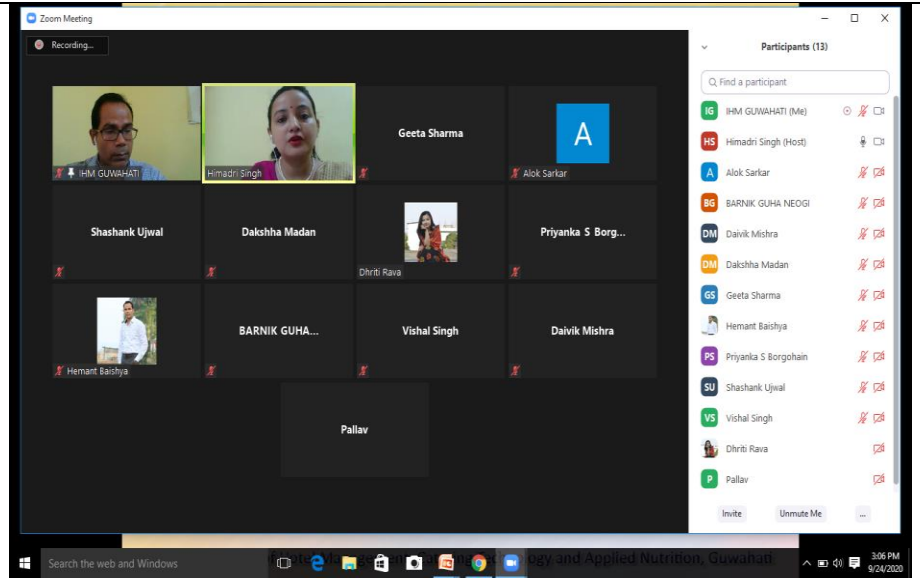 Zoom Meeting
Recording...
IHM GUWAHATI
Himadri Singh
Geeta Sharma
A
Alok Sarkar
Shashank Ujwal
Dakshha Madan
Dhriti Rava
Priyanka S Borg...
Hemant Baishya
BARNIK GUHA...
Vishal Singh
Daivik Mishra
Pallav
Participants (13)
Find a participant
IG IHM GUWAHATI (Me)
HS Himadri Singh (Host)
A Alok Sarkar
BG BARNIK GUHA NEOGI
DM Daivik Mishra
DM Dakshha Madan
GS Geeta Sharma
Hemant Baishya
PS Priyanka S Borgohain
SU Shashank Ujwal
VS Vishal Singh
Dhriti Rava
P Pallav
Invite Unmute Me ...
Search the web and Windows
and Applied Nutrition, Guwahati
3:06 PM
9/24/2020